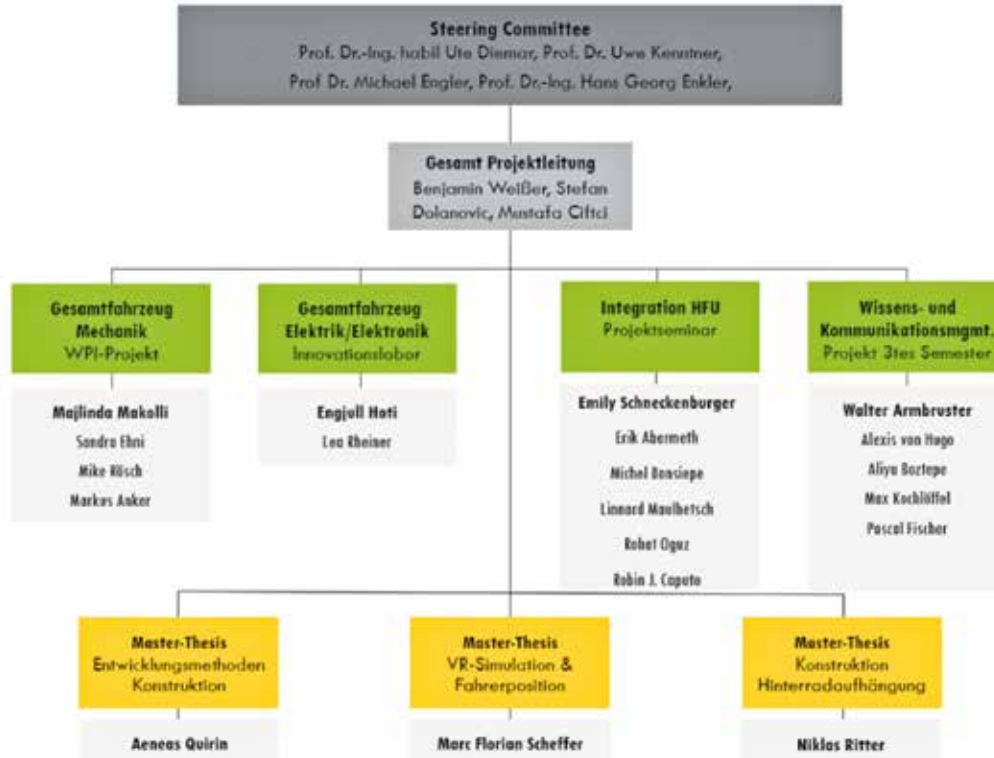 Steering Committee
Prof. Dr.-Ing. habil Ute Diemar, Prof. Dr. Uwe Kenntner,
Prof Dr. Michael Engler, Prof. Dr.-Ing. Hans Georg Enkler,
Gesamt Projektleitung
Benjamin Weißer, Stefan
Dolanovic, Mustafa Ciftci
Gesamtfahrzeug
Mechanik
WPI-Projekt
Majlinda Makolli
Sandra Ehni
Mike Rösch
Markus Anker
Gesamtfahrzeug
Elektrik/Elektronik
Innovationslabor
Engjull Hoti
Lea Rheiner
Integration HFU
Projektseminar
Emily Schneckenburger
Erik Abermeth
Michel Bansiepe
Linnard Maulbetsch
Rohat Oguz
Robin J. Caputo
Wissens- und
Kommunikationsmgmt.
Projekt 3tes Semester
Walter Armbruster
Alexis von Hugo
Aliya Boztepe
Max Kochlöffel
Pascal Fischer
Master-Thesis
Entwicklungsmethoden
Konstruktion
Aeneas Quirin
Master-Thesis
VR-Simulation &
Fahrerposition
Marc Florian Scheffer
Master-Thesis
Konstruktion
Hinterradaufhängung
Niklas Ritter